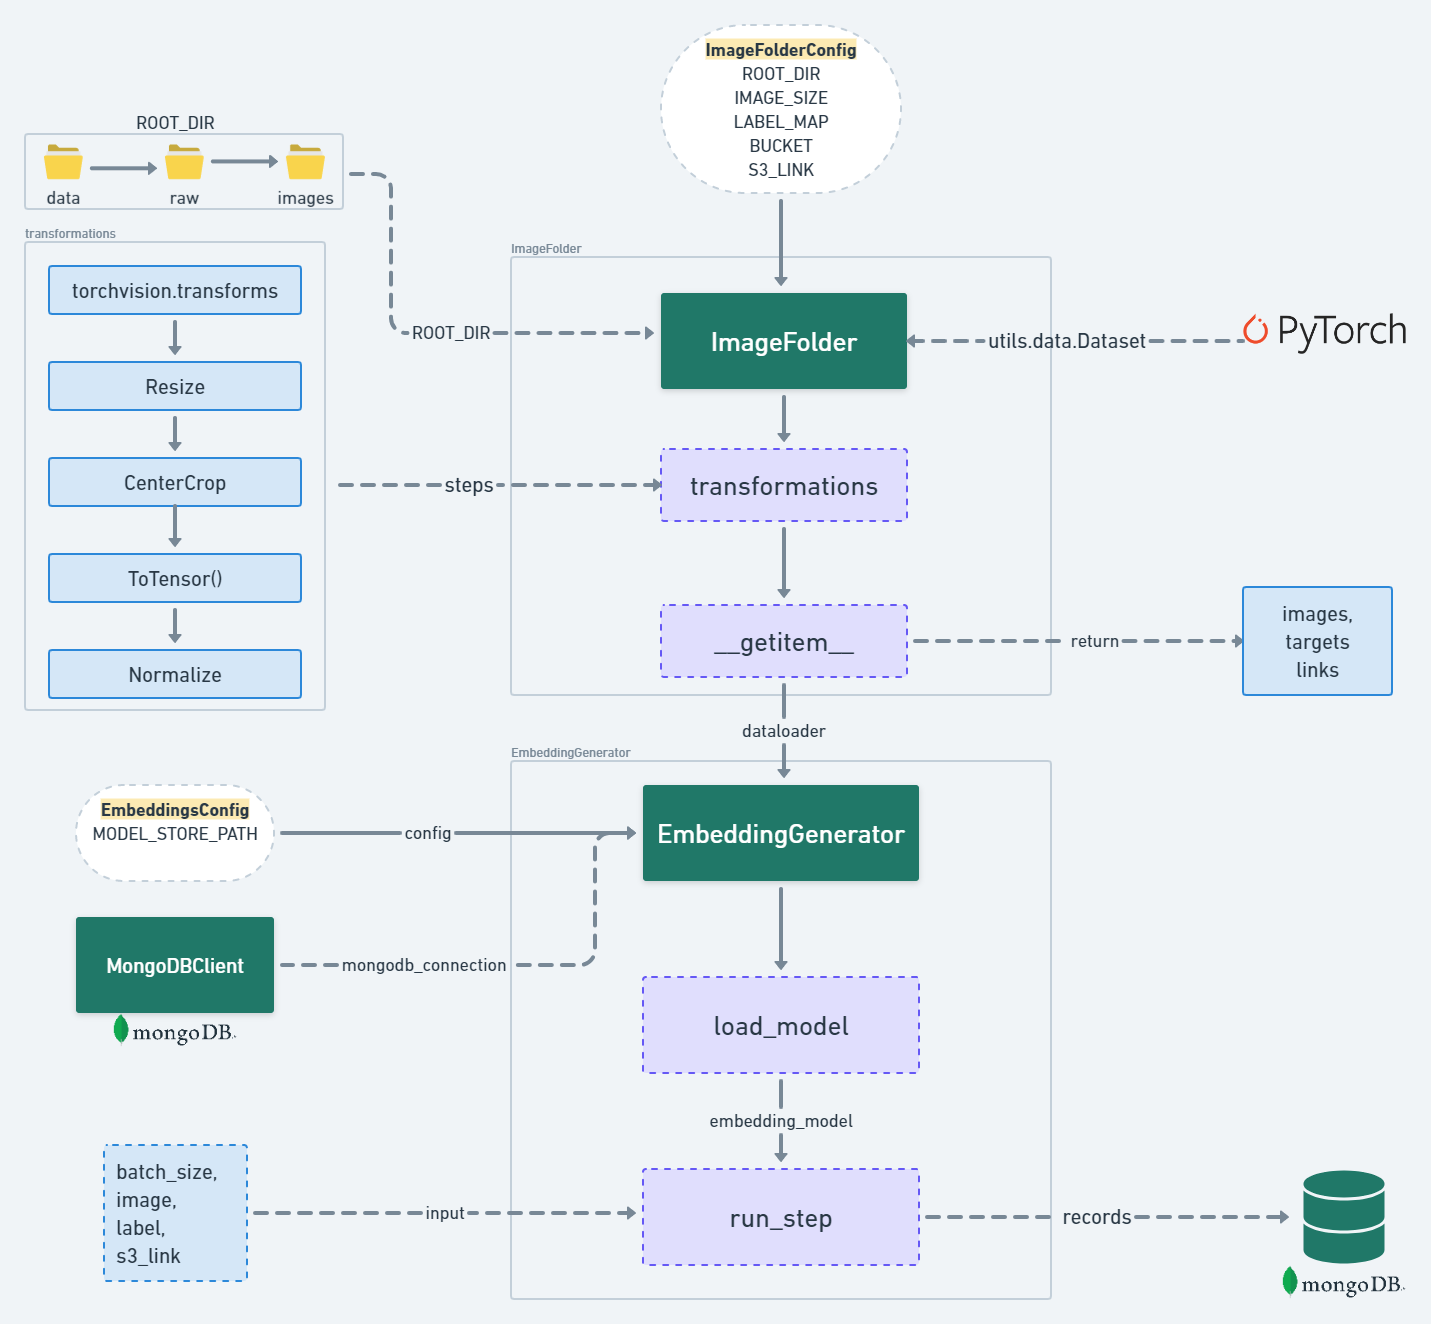 ImageFolderConfig
ROOT_DIR
IMAGE_SIZE
LABEL_MAP
BUCKET
S3_LINK
ROOT_DIR
data
raw
images
transformations
torchvision.transforms
Resize
CenterCrop
ToTensor()
Normalize
ROOT_DIR
steps
ImageFolder
ImageFolder
utils.data.Dataset
PyTorch
transformations
__getitem__
return
images,
targets
links
dataloader
EmbeddingGenerator
EmbeddingsConfig
MODEL_STORE_PATH
config
EmbeddingGenerator
MongoDBClient
mongoDB
mongodb_connection
load_model
embedding_model
batch_size,
image,
label,
s3_link
input
run_step
records
mongoDB